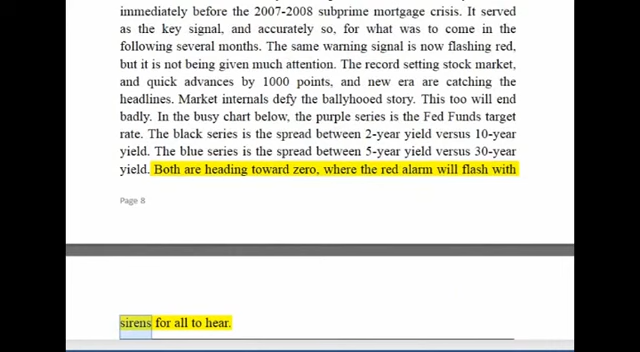 immediately before the 2007-2008 subprime mortgage crisis. It served
as the key signal, and accurately so, for what was to come in the
following several months. The same warning signal is now flashing red,
but it is not being given much attention. The record setting stock market,
and quick advances by 1000 points, and new era are catching the
headlines. Market internals defy the ballyhooed story. This too will end
badly. In the busy chart below, the purple series is the Fed Funds target
rate. The black series is the spread between 2-year yield versus 10-year
yield. The blue series is the spread between 5-year yield versus 30-year
yield. Both are heading toward zero, where the red alarm will flash with
Page 8
sirens for all to hear.